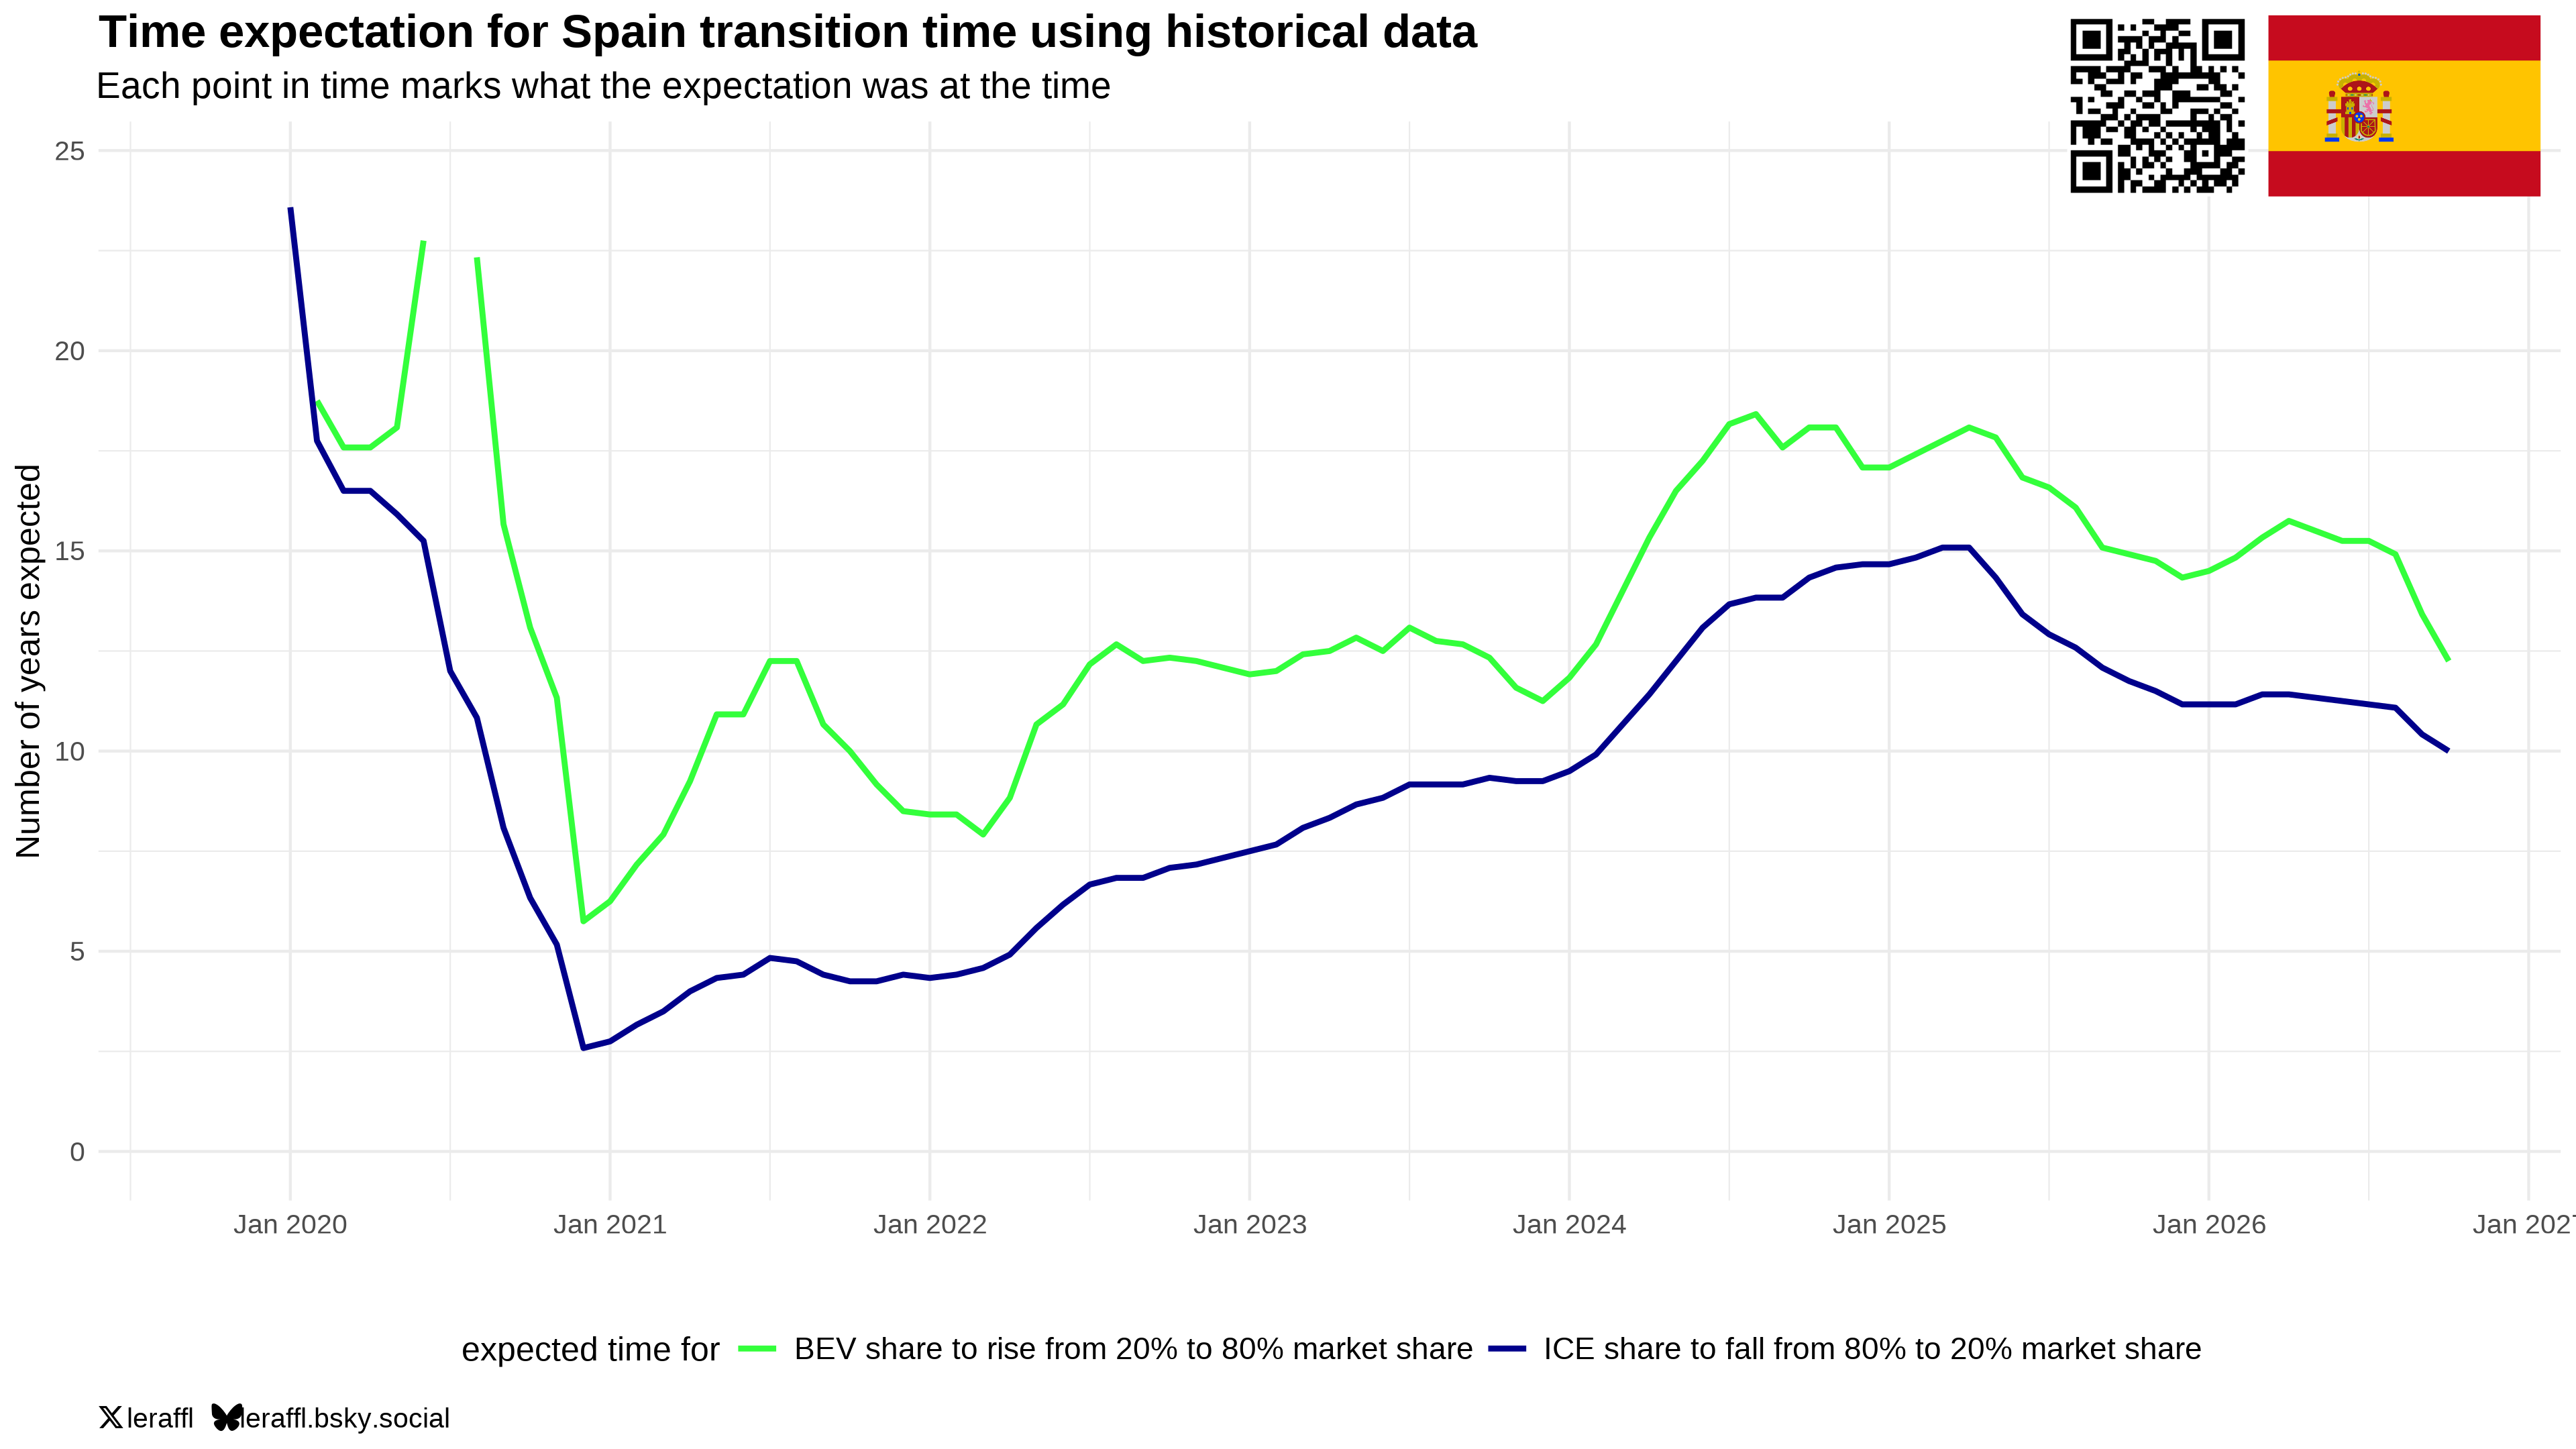 Time expectation for Spain transition time using historical data
Each point in time marks what the expectation was at the time
Number of years expected
25
20
15
10
5
0
Jan 2020 Jan 2021 Jan 2022 Jan 2023 Jan 2024 Jan 2025 Jan 2026 Jan 202
expected time for BEV share to rise from 20% to 80% market share ICE share to fall from 80% to 20% market share
leraffl leraffl.bsky.social